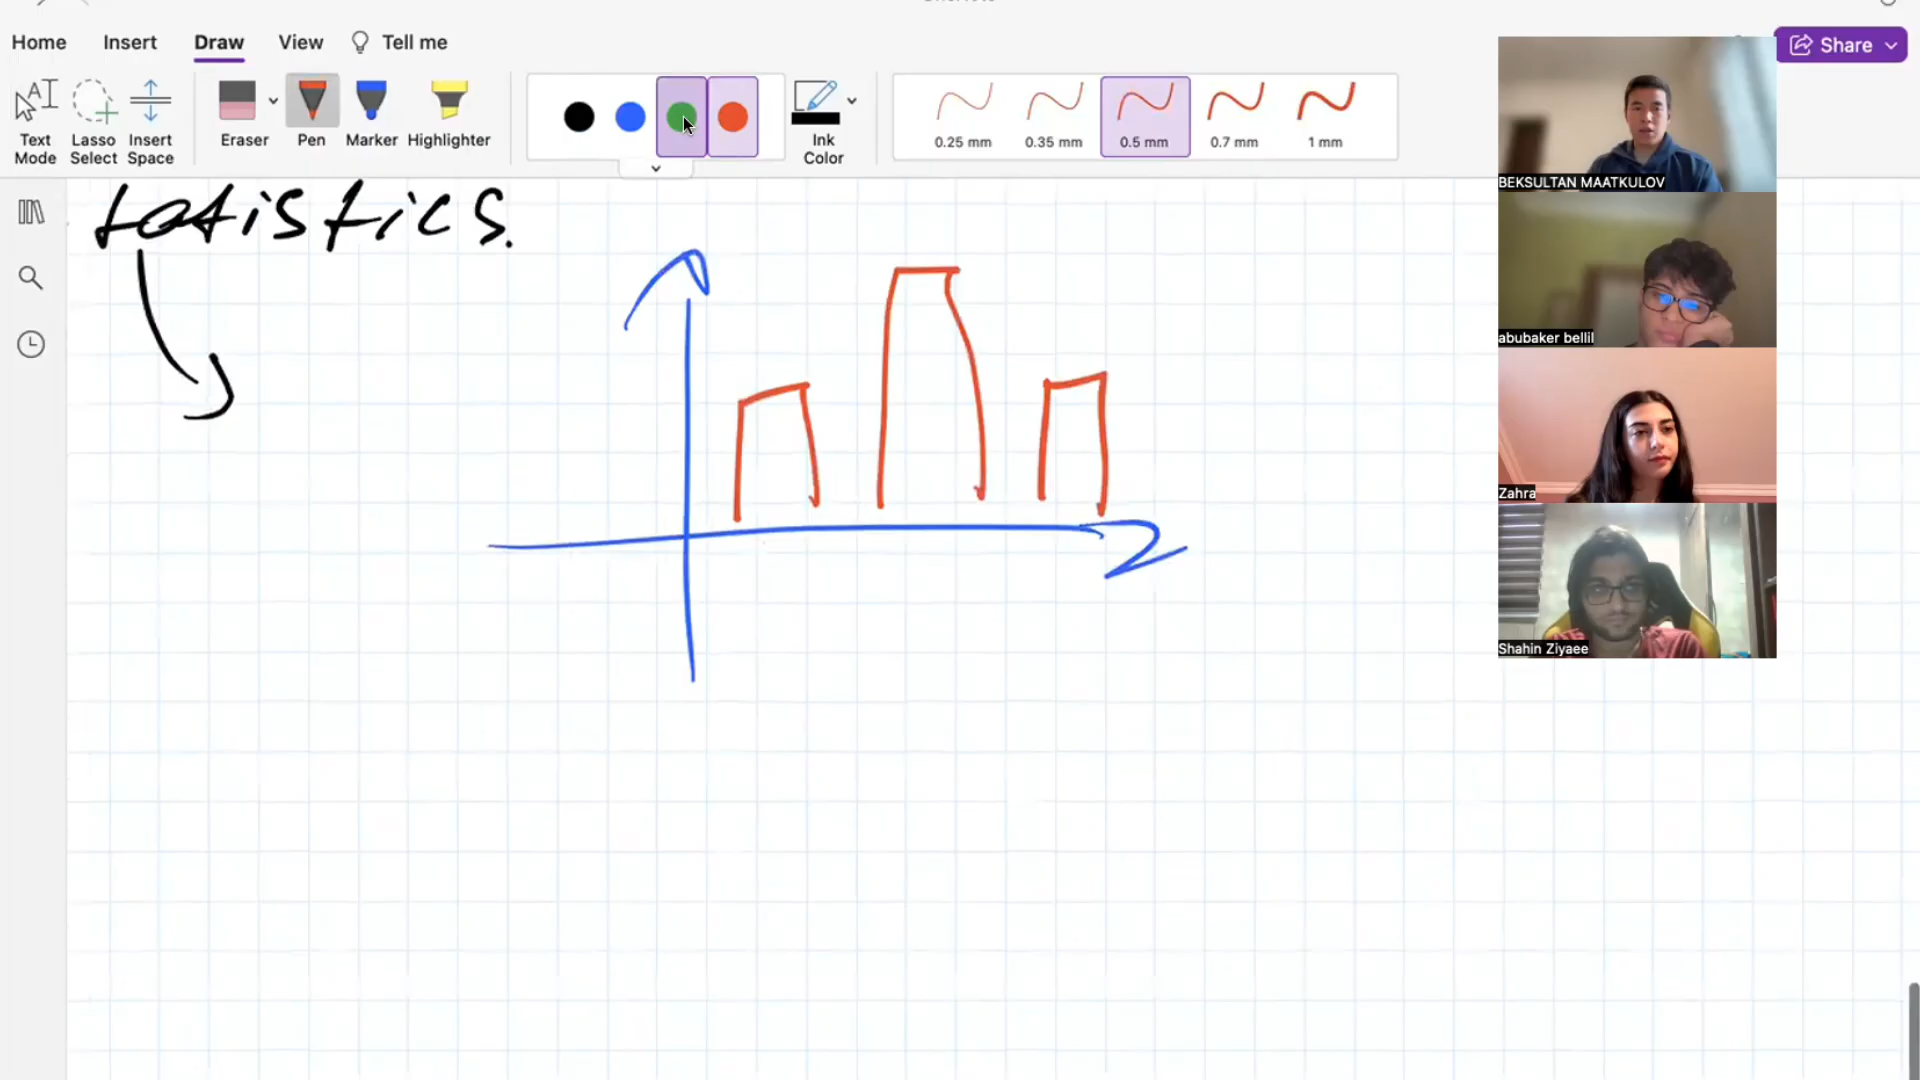 Home Insert Draw View Tell me
Share
Text Mode
Lasso Select
Insert Space
Eraser
Pen
Marker
Highlighter
Ink Color
0.25 mm
0.35 mm
0.5 mm
0.7 mm
1 mm
BEKSULTAN MAATKULOV
abubaker bellil
Zahra
Shahin Ziyaee
tatistics.